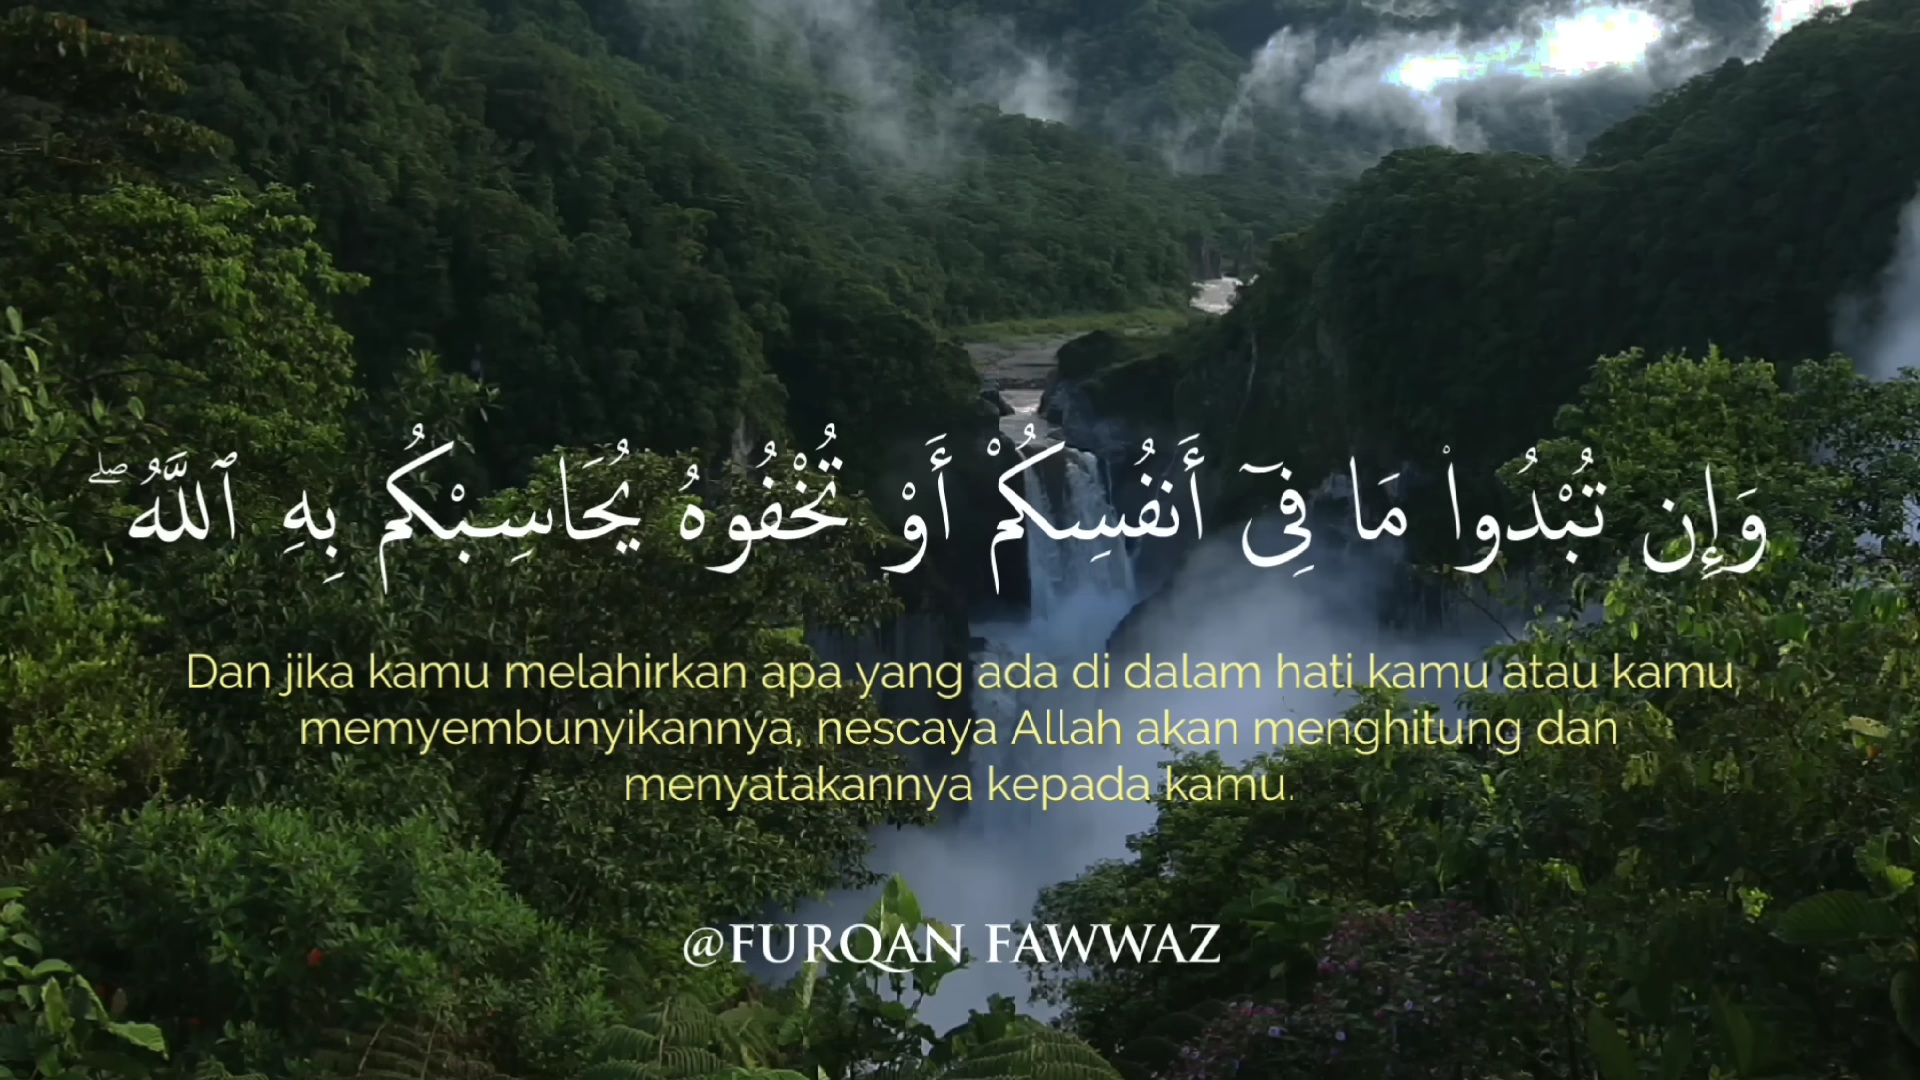 وَإِن تُبْدُوا۟ مَا فِىٓ أَنفُسِكُمْ أَوْ تُخْفُوهُ يُحَاسِبْكُم بِهِ ٱللَّهُ ۖ
Dan jika kamu melahirkan apa yang ada di dalam hati kamu atau kamu
memyembunyikannya, nescaya Allah akan menghitung dan
menyatakannya kepada kamu.
@FURQAN FAWWAZ